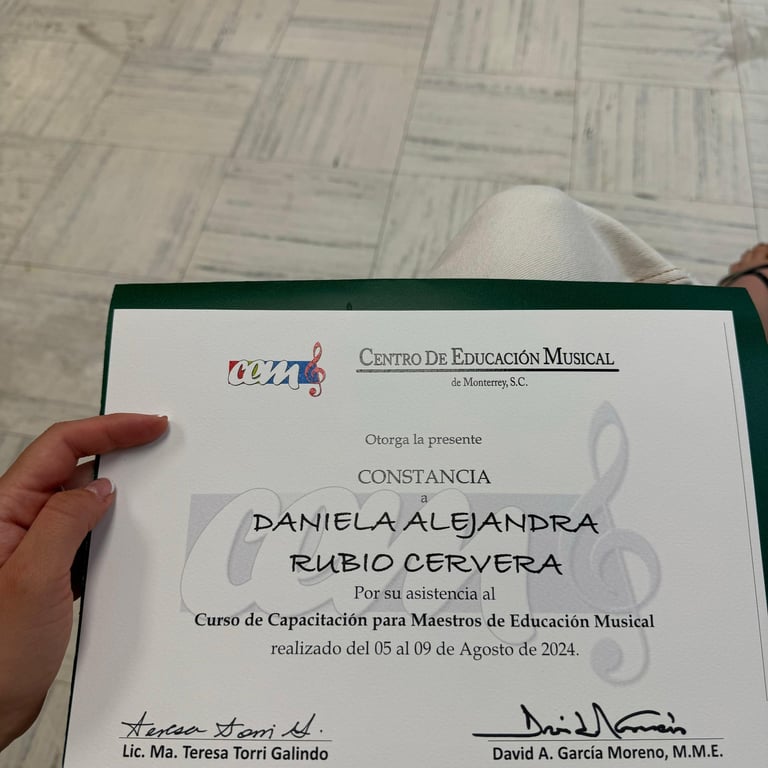 cem
CENTRO DE EDUCACIÓN MUSICAL
de Monterrey, S.C.
Otorga la presente
CONSTANCIA
a
DANIELA ALEJANDRA
RUBIO CERVERA
Por su asistencia al
Curso de Capacitación para Maestros de Educación Musical
realizado del 05 al 09 de Agosto de 2024.
Teresa Torri G.
Lic. Ma. Teresa Torri Galindo
David A. García Moreno, M.M.E.